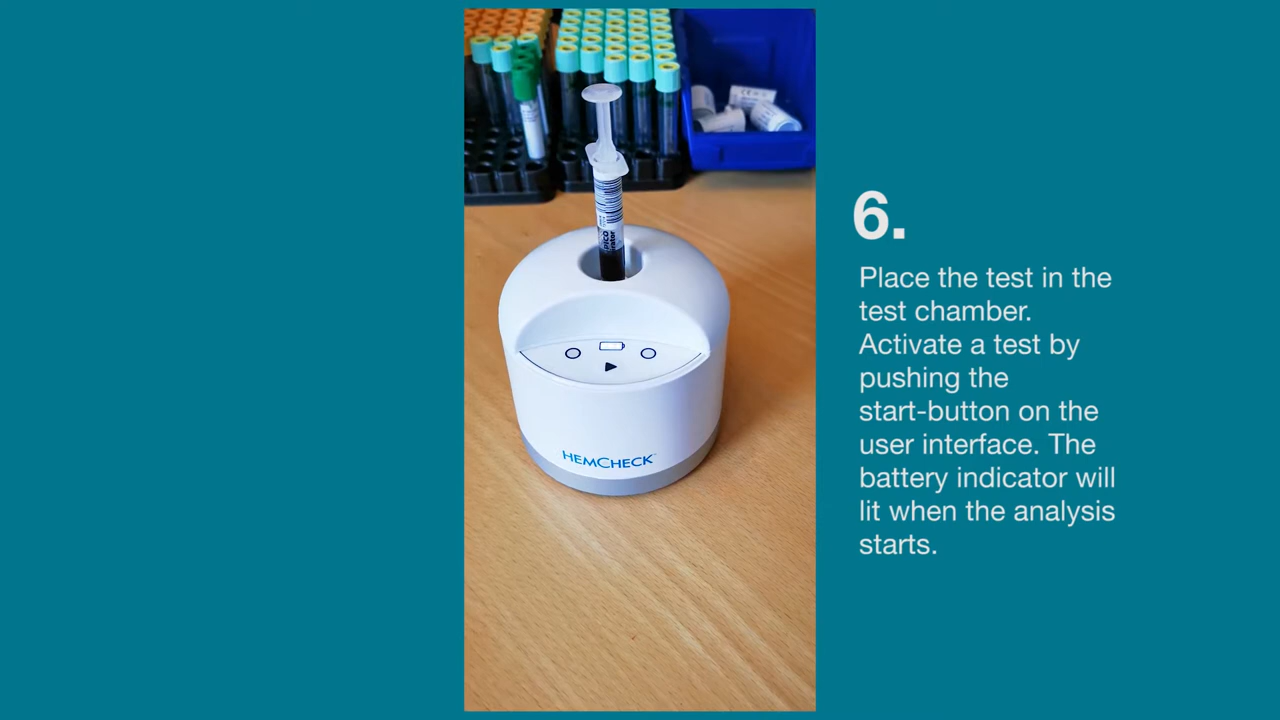 PICO
HEMCHECK
6.
Place the test in the
test chamber.
Activate a test by
pushing the
start-button on the
user interface. The
battery indicator will
lit when the analysis
starts.